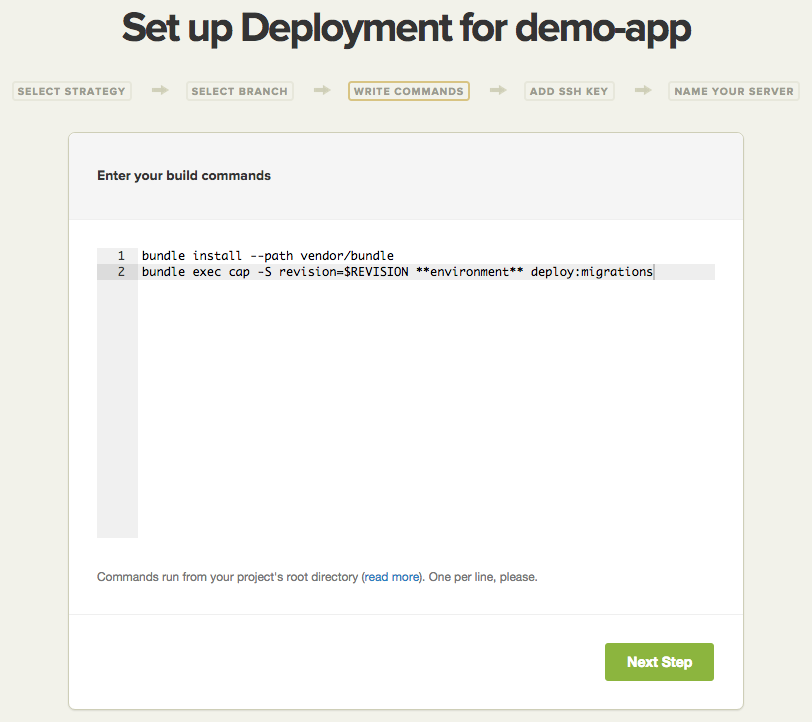 Set up Deployment for demo-app
SELECT STRATEGY SELECT BRANCH WRITE COMMANDS ADD SSH KEY NAME YOUR SERVER
Enter your build commands
1 bundle install --path vendor/bundle
2 bundle exec cap -S revision=$REVISION **environment** deploy:migrations
Commands run from your project's root directory (read more). One per line, please.
Next Step